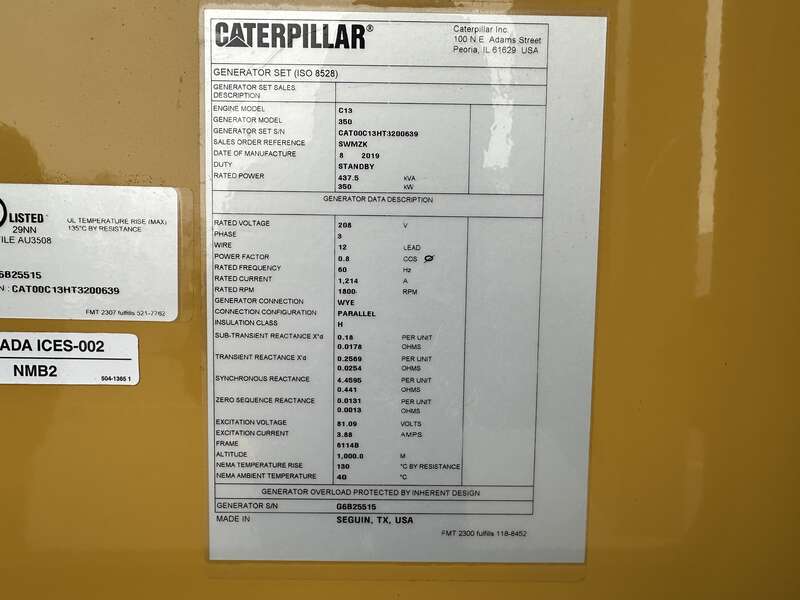 CATERPILLAR®
Caterpillar Inc.
100 N.E. Adams Street
Peoria, IL 61629 USA
GENERATOR SET (ISO 8528)
GENERATOR SET SALES
DESCRIPTION
ENGINE MODEL C13
GENERATOR MODEL 350
GENERATOR SET S/N CAT00C13HT3200639
SALES ORDER REFERENCE SWMZK
DATE OF MANUFACTURE 8 2019
DUTY STANDBY
RATED POWER 437.5 kVA
350 kW
GENERATOR DATA DESCRIPTION
RATED VOLTAGE 208 V
PHASE 3
WIRE 12 LEAD
POWER FACTOR 0.8 COS Ø
RATED FREQUENCY 60 Hz
RATED CURRENT 1,214 A
RATED RPM 1800 RPM
GENERATOR CONNECTION WYE
CONNECTION CONFIGURATION PARALLEL
INSULATION CLASS H
SUB-TRANSIENT REACTANCE X"d 0.18 PER UNIT
0.0178 OHMS
TRANSIENT REACTANCE X'd 0.2569 PER UNIT
0.0254 OHMS
SYNCHRONOUS REACTANCE 4.4595 PER UNIT
0.441 OHMS
ZERO SEQUENCE REACTANCE 0.0131 PER UNIT
0.0013 OHMS
EXCITATION VOLTAGE 81.09 VOLTS
EXCITATION CURRENT 3.88 AMPS
FRAME 6114B
ALTITUDE 1,000.0 M
NEMA TEMPERATURE RISE 130 °C BY RESISTANCE
NEMA AMBIENT TEMPERATURE 40 °C
GENERATOR OVERLOAD PROTECTED BY INHERENT DESIGN
GENERATOR S/N G6B25515
MADE IN SEGUIN, TX, USA
FMT 2300 fulfills 118-8452
LISTED
29NN
ILE AU3508
UL TEMPERATURE RISE (MAX)
135°C BY RESISTANCE
G6B25515
N : CAT00C13HT3200639
FMT 2307 fulfills 521-7762
ADA ICES-002
NMB2
504-1365 1